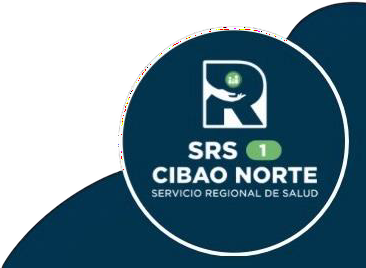 SRS 1
CIBAO NORTE
SERVICIO REGIONAL DE SALUD